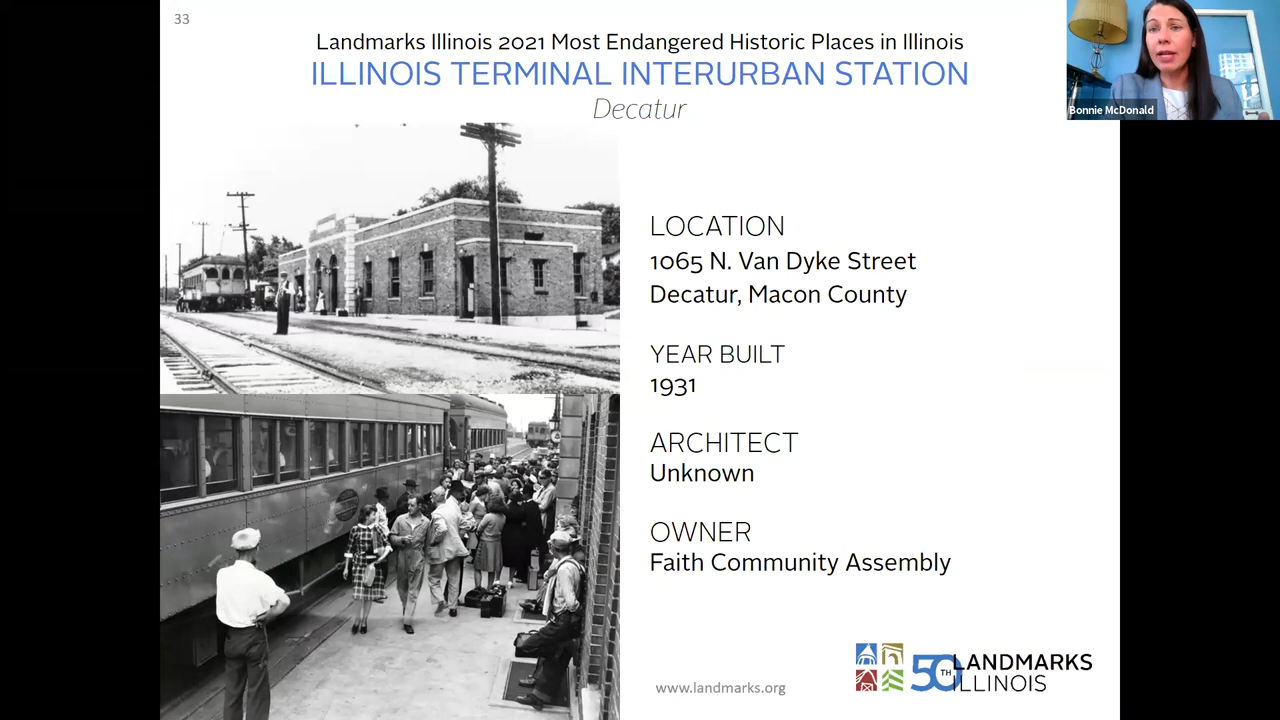 33
Landmarks Illinois 2021 Most Endangered Historic Places in Illinois
ILLINOIS TERMINAL INTERURBAN STATION
Decatur
Bonnie McDonald
LOCATION
1065 N. Van Dyke Street
Decatur, Macon County
YEAR BUILT
1931
ARCHITECT
Unknown
OWNER
Faith Community Assembly
www.landmarks.org
50TH LANDMARKS
ILLINOIS